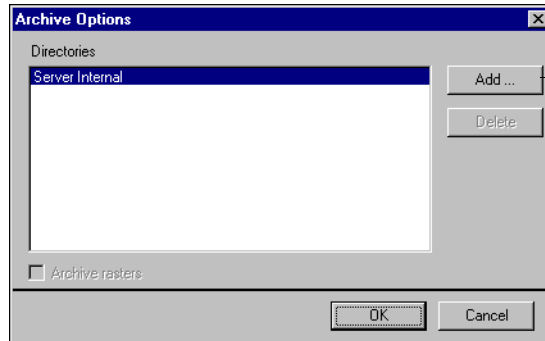 Archive Options
Directories
Server Internal
Add ...
Delete
Archive rasters
OK
Cancel